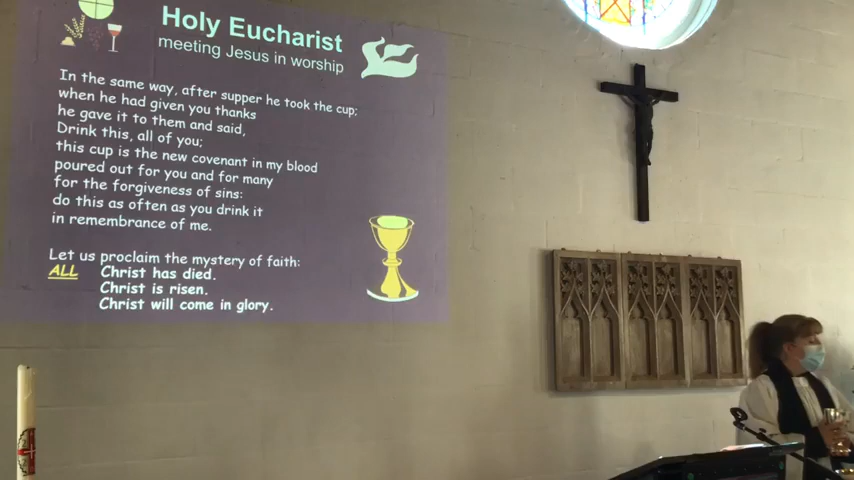 Holy Eucharist
meeting Jesus in worship
In the same way, after supper he took the cup;
when he had given you thanks
he gave it to them and said,
Drink this, all of you;
this cup is the new covenant in my blood
poured out for you and for many
for the forgiveness of sins:
do this as often as you drink it
in remembrance of me.
Let us proclaim the mystery of faith:
ALL Christ has died.
Christ is risen.
Christ will come in glory.